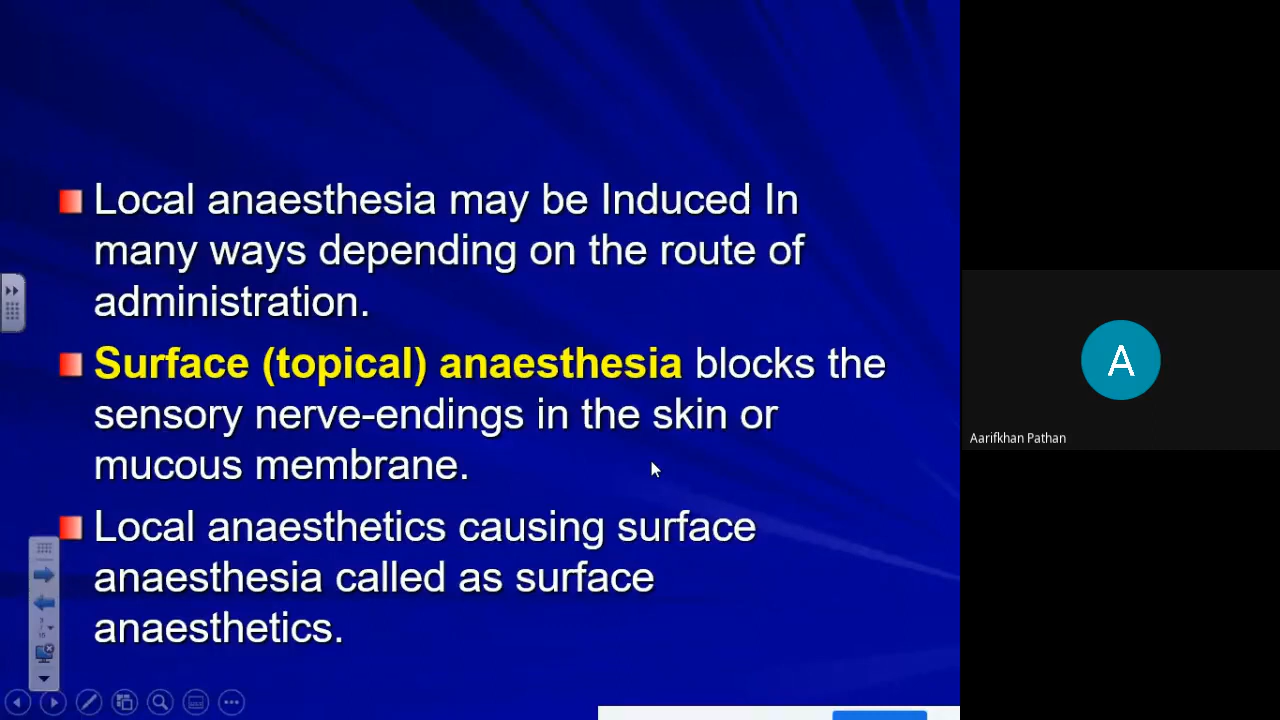 Local anaesthesia may be Induced In
many ways depending on the route of
administration.
Surface (topical) anaesthesia blocks the
sensory nerve-endings in the skin or
mucous membrane.
Local anaesthetics causing surface
anaesthesia called as surface
anaesthetics.
A
Aarifkhan Pathan